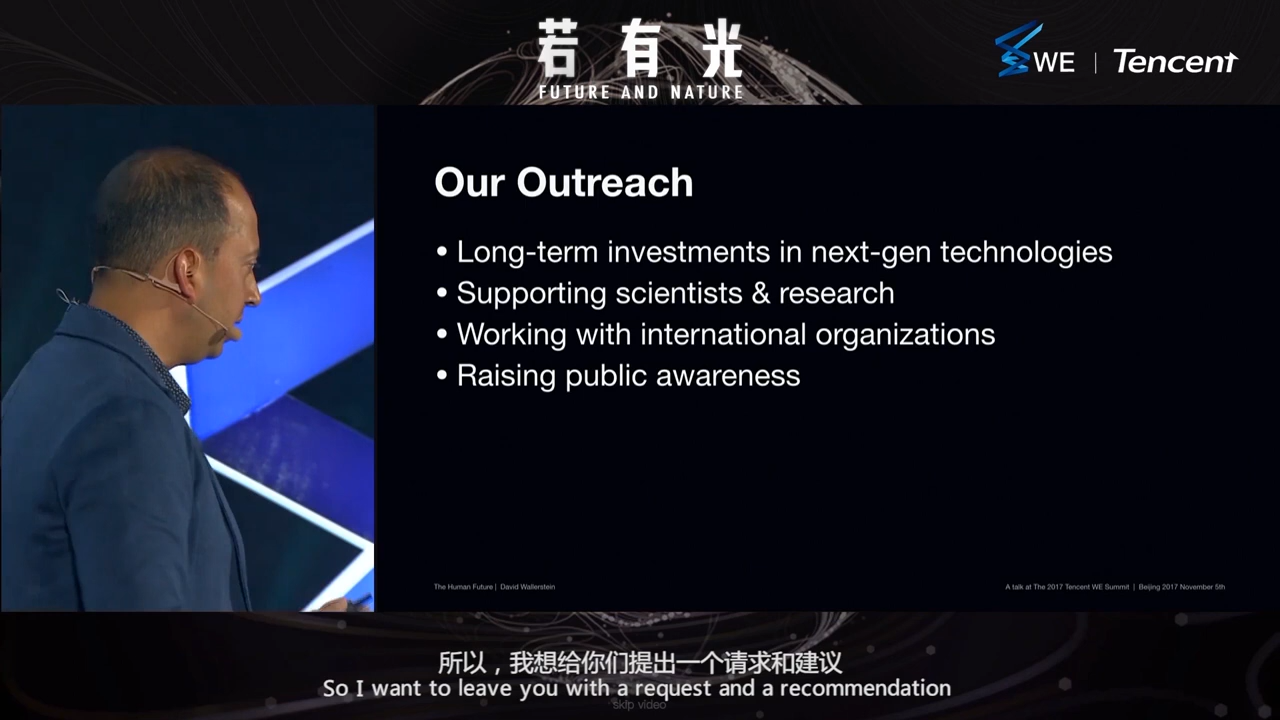 若有光
FUTURE AND NATURE
WE | Tencent
Our Outreach
• Long-term investments in next-gen technologies
• Supporting scientists & research
• Working with international organizations
• Raising public awareness
The Human Future | David Wallerstein
A talk at The 2017 Tencent WE Summit | Beijing 2017 November 5th
所以，我想给你们提出一个请求和建议
So I want to leave you with a request and a recommendation
skip video